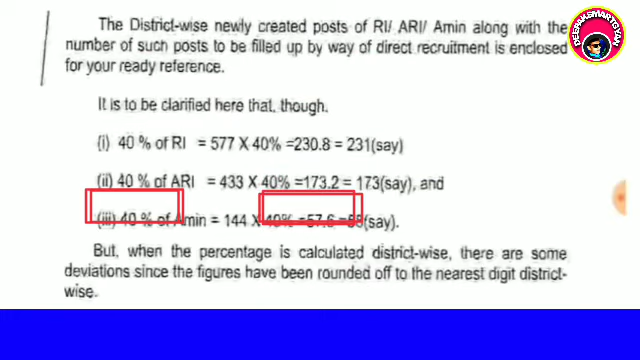 The District-wise newly created posts of RI/ ARI/ Amin along with the
number of such posts to be filled up by way of direct recruitment is enclosed
for your ready reference.
It is to be clarified here that, though.
(i) 40 % of RI = 577 X 40% =230.8 = 231(say)
(ii) 40 % of ARI = 433 X 40% =173.2 = 173(say), and
(iii) 40 % of Amin = 144 X 40% =57.6 =58(say).
But, when the percentage is calculated district-wise, there are some
deviations since the figures have been rounded off to the nearest digit district-
wise.
DEEPAKSMARTGYAN